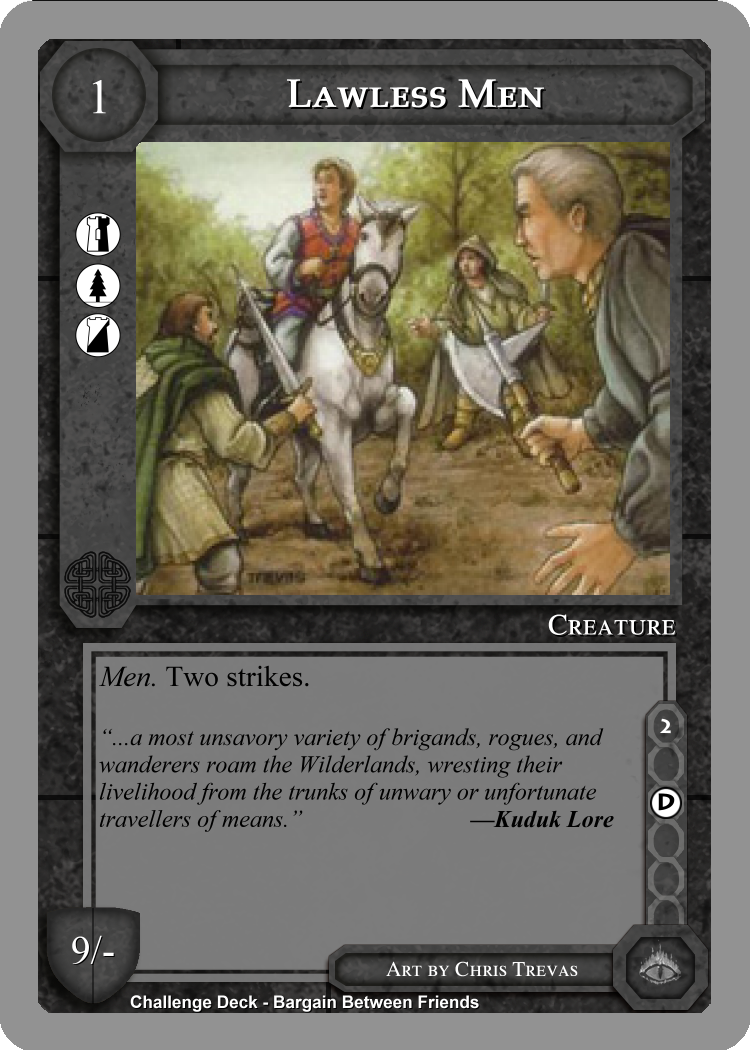 1
LAWLESS MEN
TREVAS
CREATURE
Men. Two strikes.
“...a most unsavory variety of brigands, rogues, and
wanderers roam the Wilderlands, wresting their
livelihood from the trunks of unwary or unfortunate
travellers of means.” —Kuduk Lore
2
D
9/-
ART BY CHRIS TREVAS
Challenge Deck - Bargain Between Friends